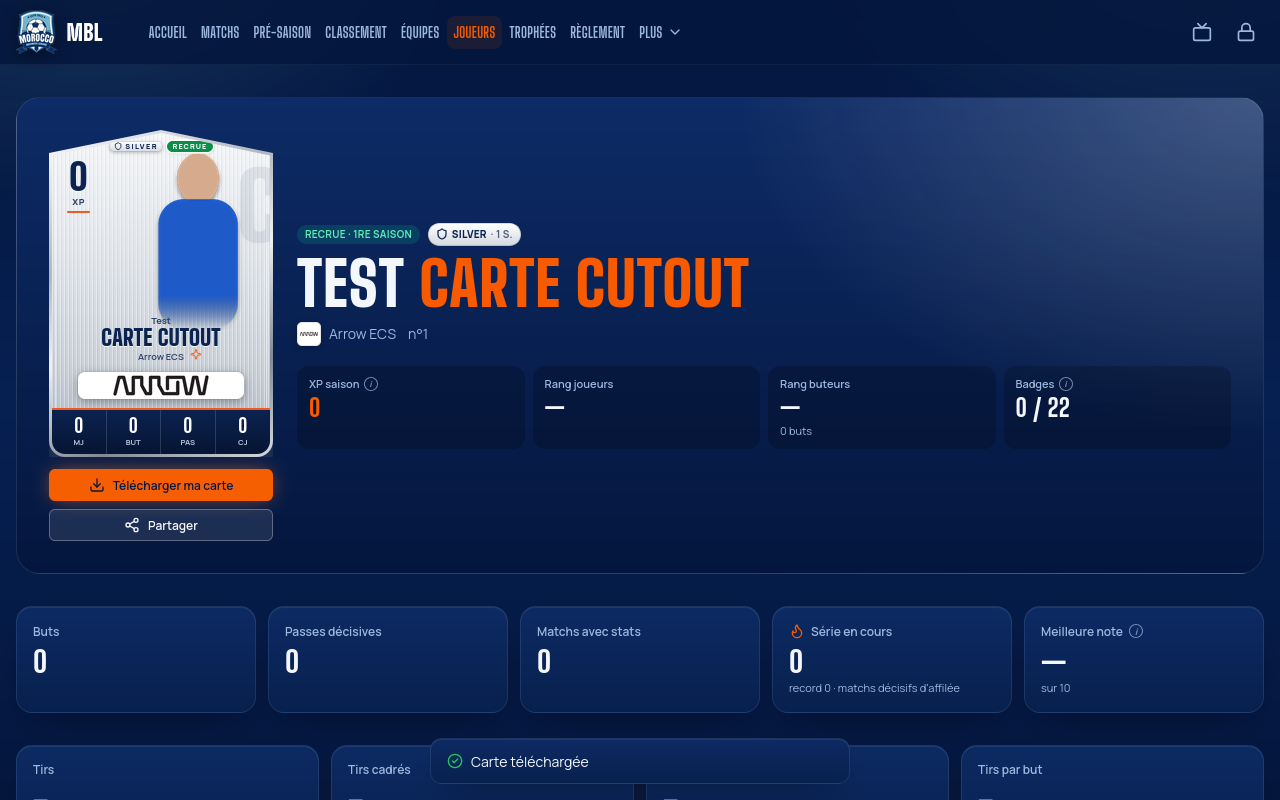 MOROCCO
MBL
ACCUEIL
MATCHS
PRÉ-SAISON
CLASSEMENT
ÉQUIPES
JOUEURS
TROPHÉES
RÈGLEMENT
PLUS
SILVER
RECRUE
0
0
XP
Test
CARTE CUTOUT
Arrow ECS
ARROW
0
MJ
0
BUT
0
PAS
0
CJ
Télécharger ma carte
Partager
RECRUE · 1RE SAISON
SILVER · 1 S.
TEST CARTE CUTOUT
ARROW
Arrow ECS n°1
XP saison i
0
Rang joueurs
—
Rang buteurs
—
0 buts
Badges i
0 / 22
Buts
0
Passes décisives
0
Matchs avec stats
0
Série en cours
0
record 0 · matchs décisifs d'affilée
Meilleure note i
—
sur 10
Tirs
Tirs cadrés
Tirs par but
Carte téléchargée